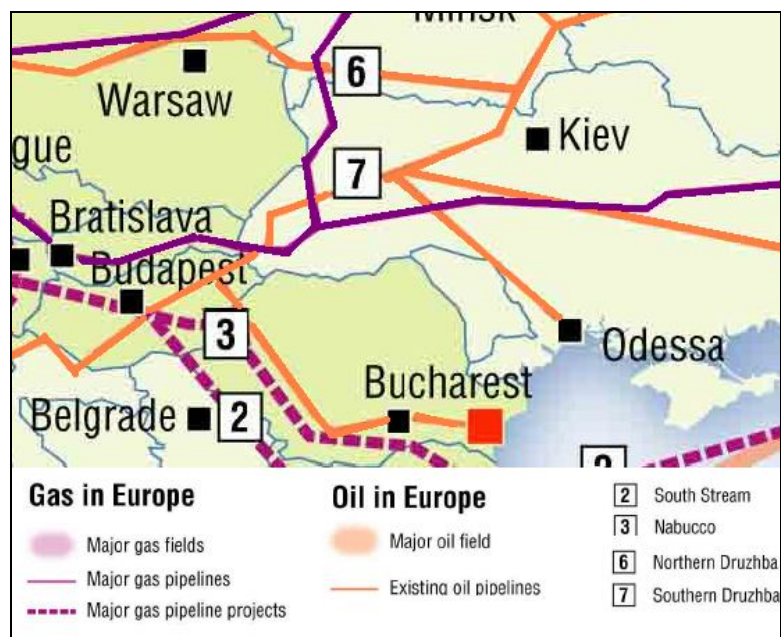 Warsaw
6
Kiev
gue
7
Bratislava
Budapest
3
Odessa
Bucharest
Belgrade
2
Gas in Europe
Major gas fields
Major gas pipelines
Major gas pipeline projects
Oil in Europe
Major oil field
Existing oil pipelines
2 South Stream
3 Nabucco
6 Northern Druzhba
7 Southern Druzhba